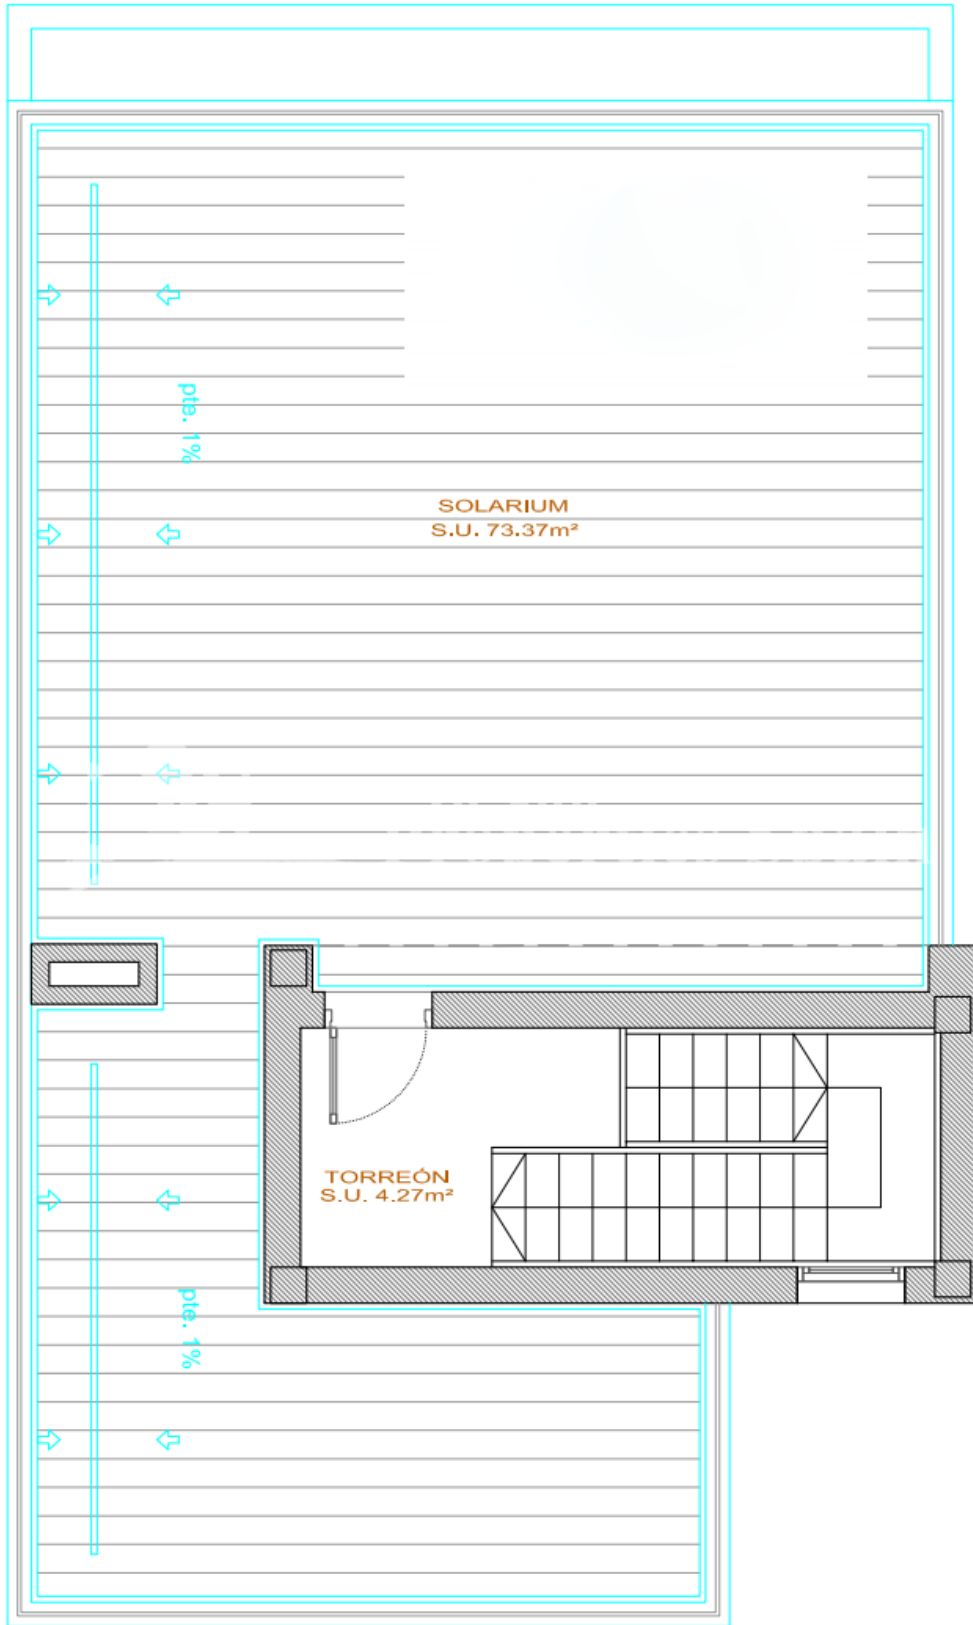 pte. 1%
SOLARIUM
S.U. 73.37m²
TORREÓN
S.U. 4.27m²
pte. 1%